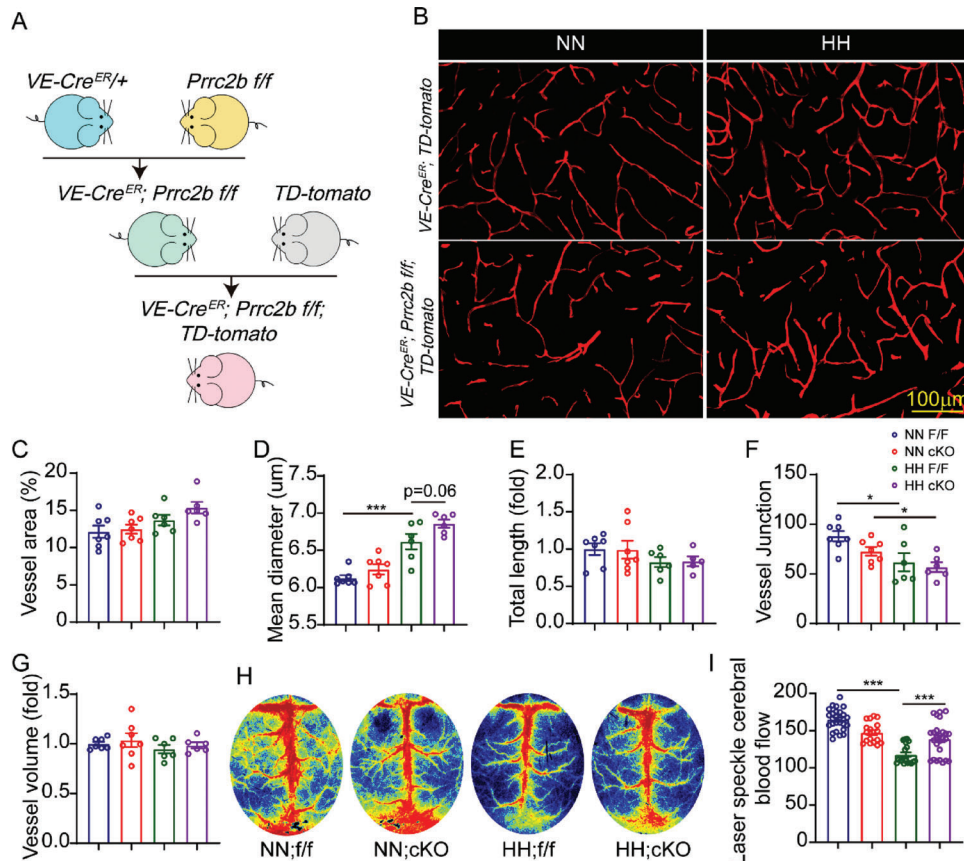 A
VE-Cre^ER/+
Prrc2b f/f
VE-Cre^ER; Prrc2b f/f
TD-tomato
VE-Cre^ER; Prrc2b f/f;
TD-tomato
B
NN
HH
VE-Cre^ER; TD-tomato
VE-Cre^ER; Prrc2b f/f;
TD-tomato
100µm
C
Vessel area (%)
20
15
10
5
0
D
Mean diameter (um)
7.5
7.0
6.5
6.0
5.5
***
p=0.06
E
Total length (fold)
2.0
1.5
1.0
0.5
0.0
F
Vessel Junction
150
100
50
0
*
*
NN F/F
NN cKO
HH F/F
HH cKO
G
Vessel volume (fold)
1.5
1.0
0.5
0.0
H
NN;f/f
NN;cKO
HH;f/f
HH;cKO
I
Laser speckle cerebral
blood flow
200
150
100
50
0
***
***